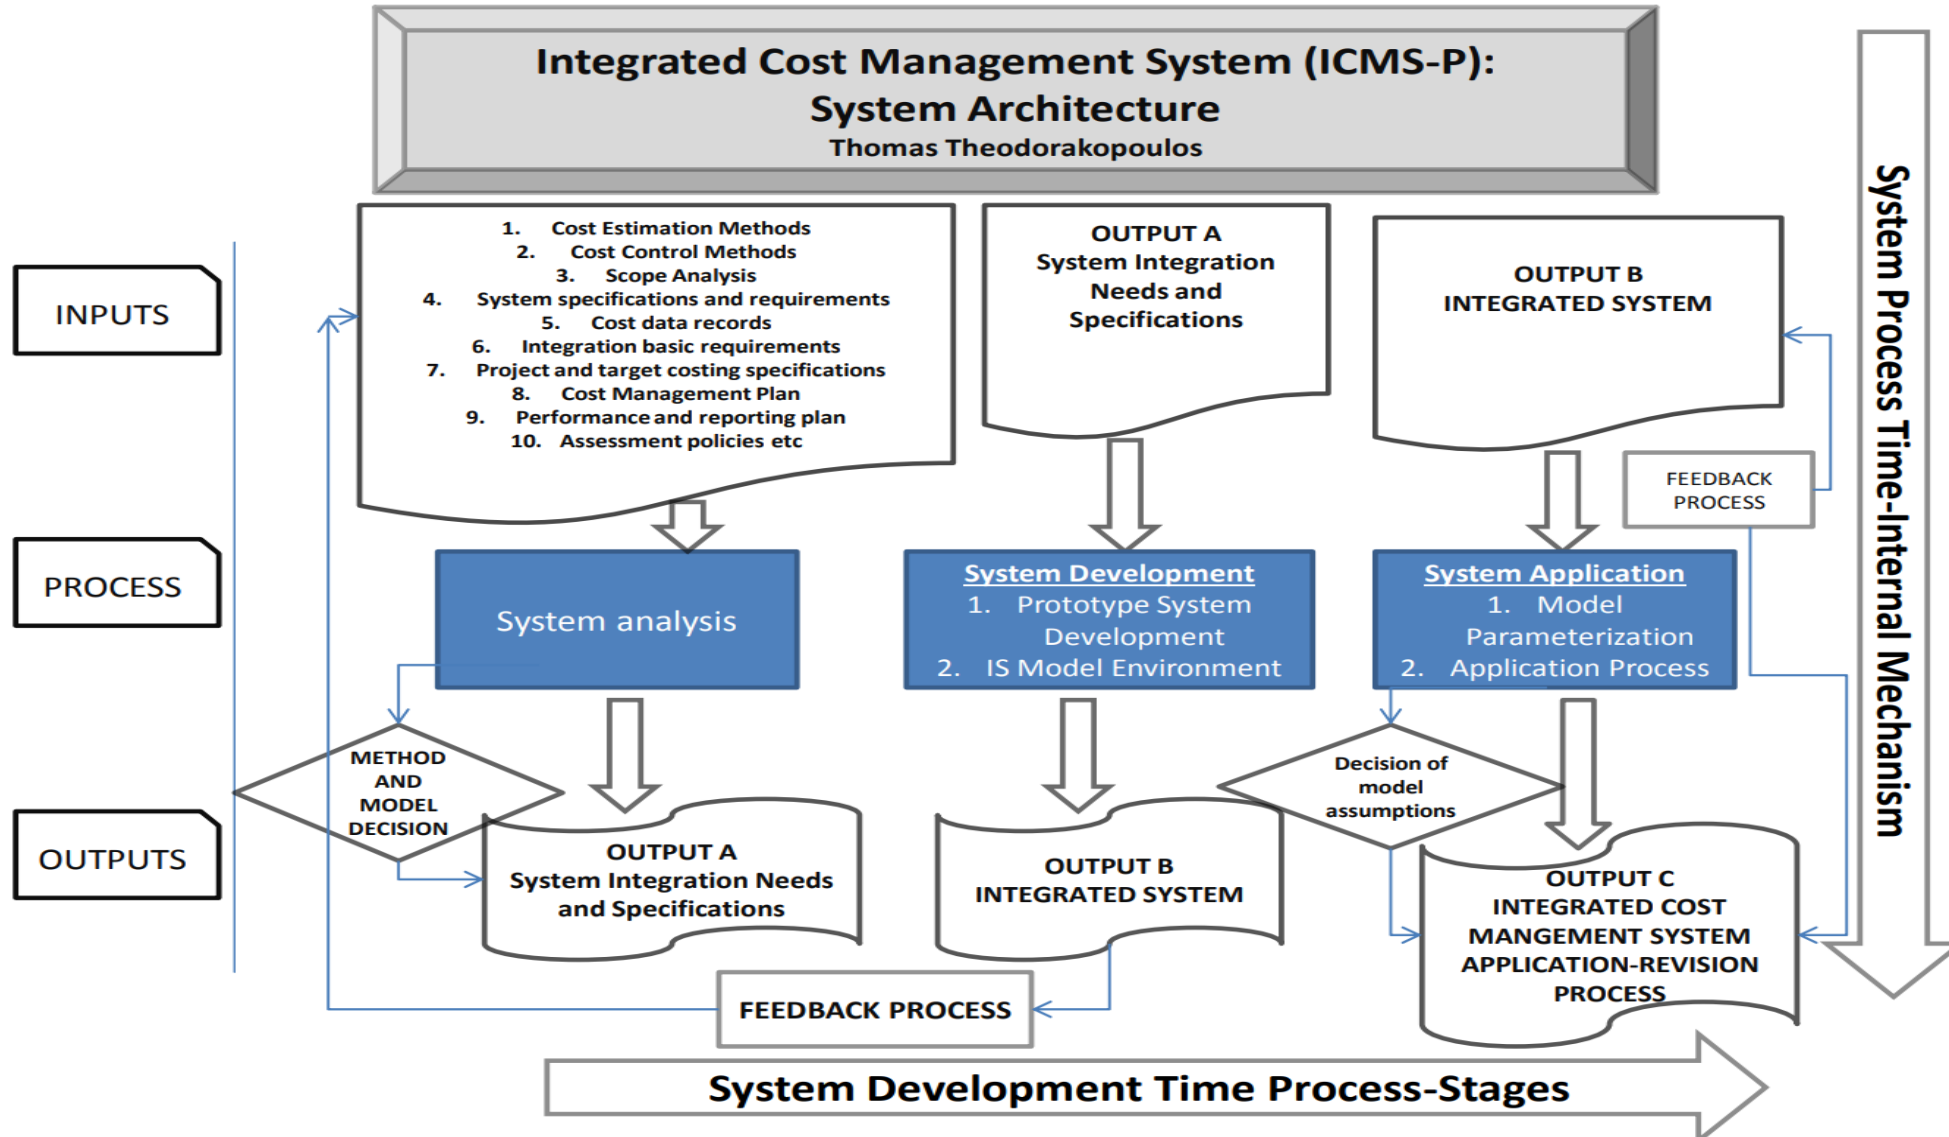 Integrated Cost Management System (ICMS-P):
System Architecture
Thomas Theodorakopoulos
INPUTS
1. Cost Estimation Methods
2. Cost Control Methods
3. Scope Analysis
4. System specifications and requirements
5. Cost data records
6. Integration basic requirements
7. Project and target costing specifications
8. Cost Management Plan
9. Performance and reporting plan
10. Assessment policies etc
OUTPUT A
System Integration
Needs and
Specifications
OUTPUT B
INTEGRATED SYSTEM
FEEDBACK
PROCESS
PROCESS
System analysis
System Development
1. Prototype System
Development
2. IS Model Environment
System Application
1. Model
Parameterization
2. Application Process
OUTPUTS
METHOD
AND
MODEL
DECISION
OUTPUT A
System Integration Needs
and Specifications
OUTPUT B
INTEGRATED SYSTEM
Decision of
model
assumptions
OUTPUT C
INTEGRATED COST
MANGEMENT SYSTEM
APPLICATION-REVISION
PROCESS
FEEDBACK PROCESS
System Development Time Process-Stages
System Process Time-Internal Mechanism